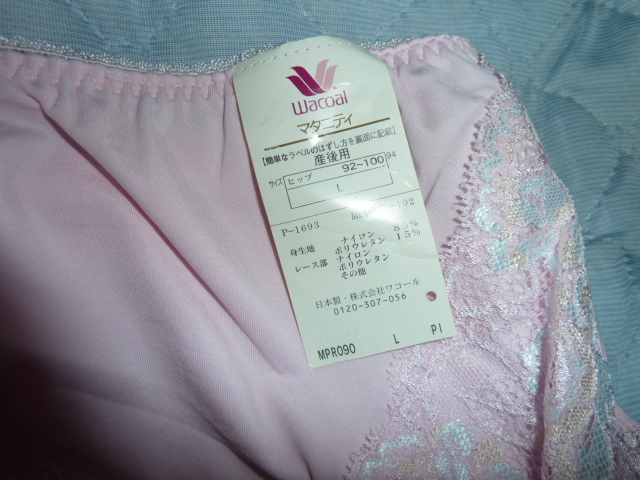 Wacoal
マタニティ
【簡単なラベルのはずし方を裏面に記載】
産後用
サイズ ヒップ 92~100 94
L
P-1693
身生地 ナイロン
ポリウレタン 15%
レース部 ナイロン
ポリウレタン
その他
日本製・株式会社ワコール
0120-307-056
MPR090 L PI